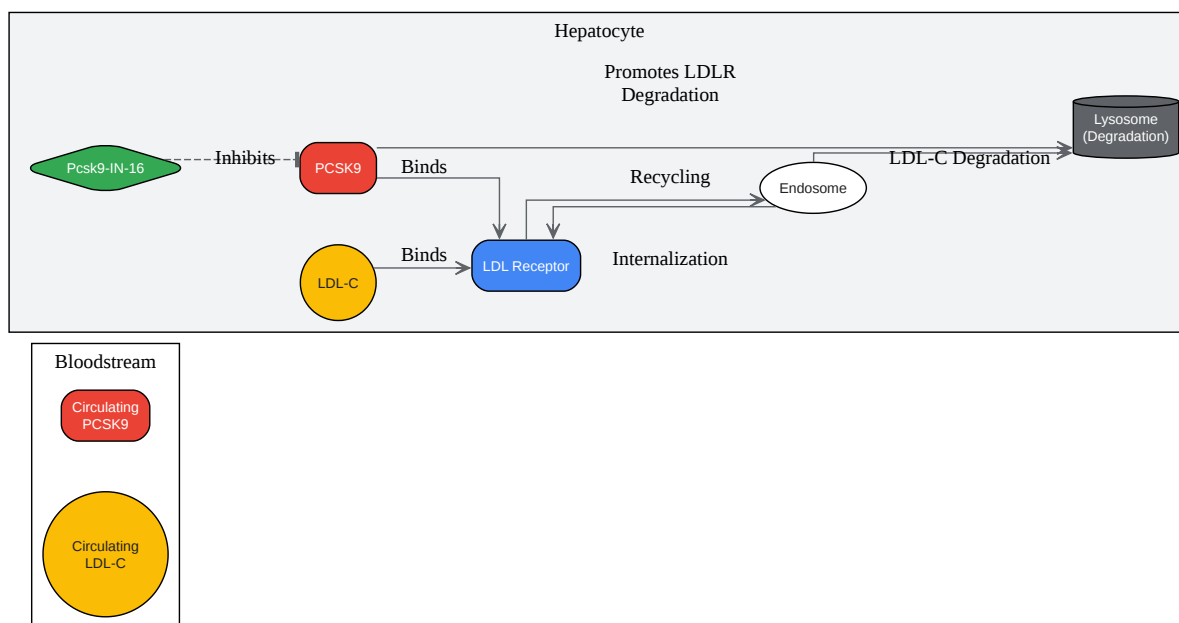 Hepatocyte
Promotes LDLR
Degradation
Lysosome
(Degradation)
Pcsk9-IN-16
Inhibits
PCSK9
Binds
Recycling
Endosome
LDL-C Degradation
LDL-C
Binds
LDL Receptor
Internalization
Bloodstream
Circulating
PCSK9
Circulating
LDL-C